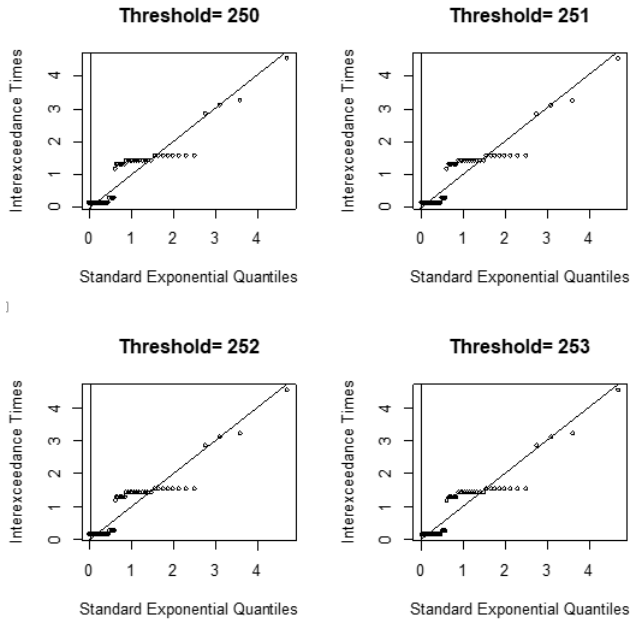 Threshold= 250
Interexceedance Times
4
3
2
1
0
0 1 2 3 4
Standard Exponential Quantiles
Threshold= 251
Interexceedance Times
4
3
2
1
0
0 1 2 3 4
Standard Exponential Quantiles
]
Threshold= 252
Interexceedance Times
4
3
2
1
0
0 1 2 3 4
Standard Exponential Quantiles
Threshold= 253
Interexceedance Times
4
3
2
1
0
0 1 2 3 4
Standard Exponential Quantiles